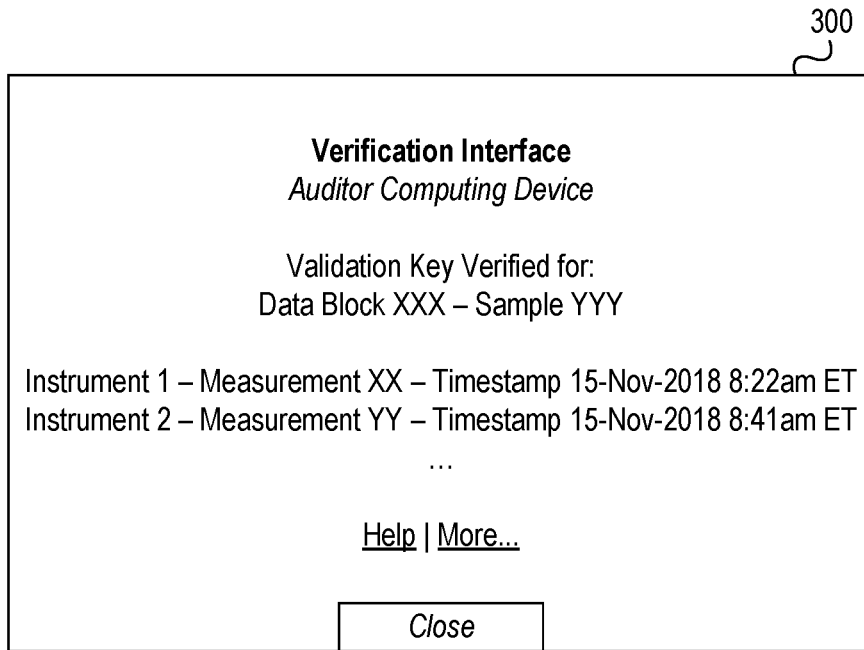 300
Verification Interface
Auditor Computing Device
Validation Key Verified for:
Data Block XXX – Sample YYY
Instrument 1 – Measurement XX – Timestamp 15-Nov-2018 8:22am ET
Instrument 2 – Measurement YY – Timestamp 15-Nov-2018 8:41am ET
...
Help | More...
Close